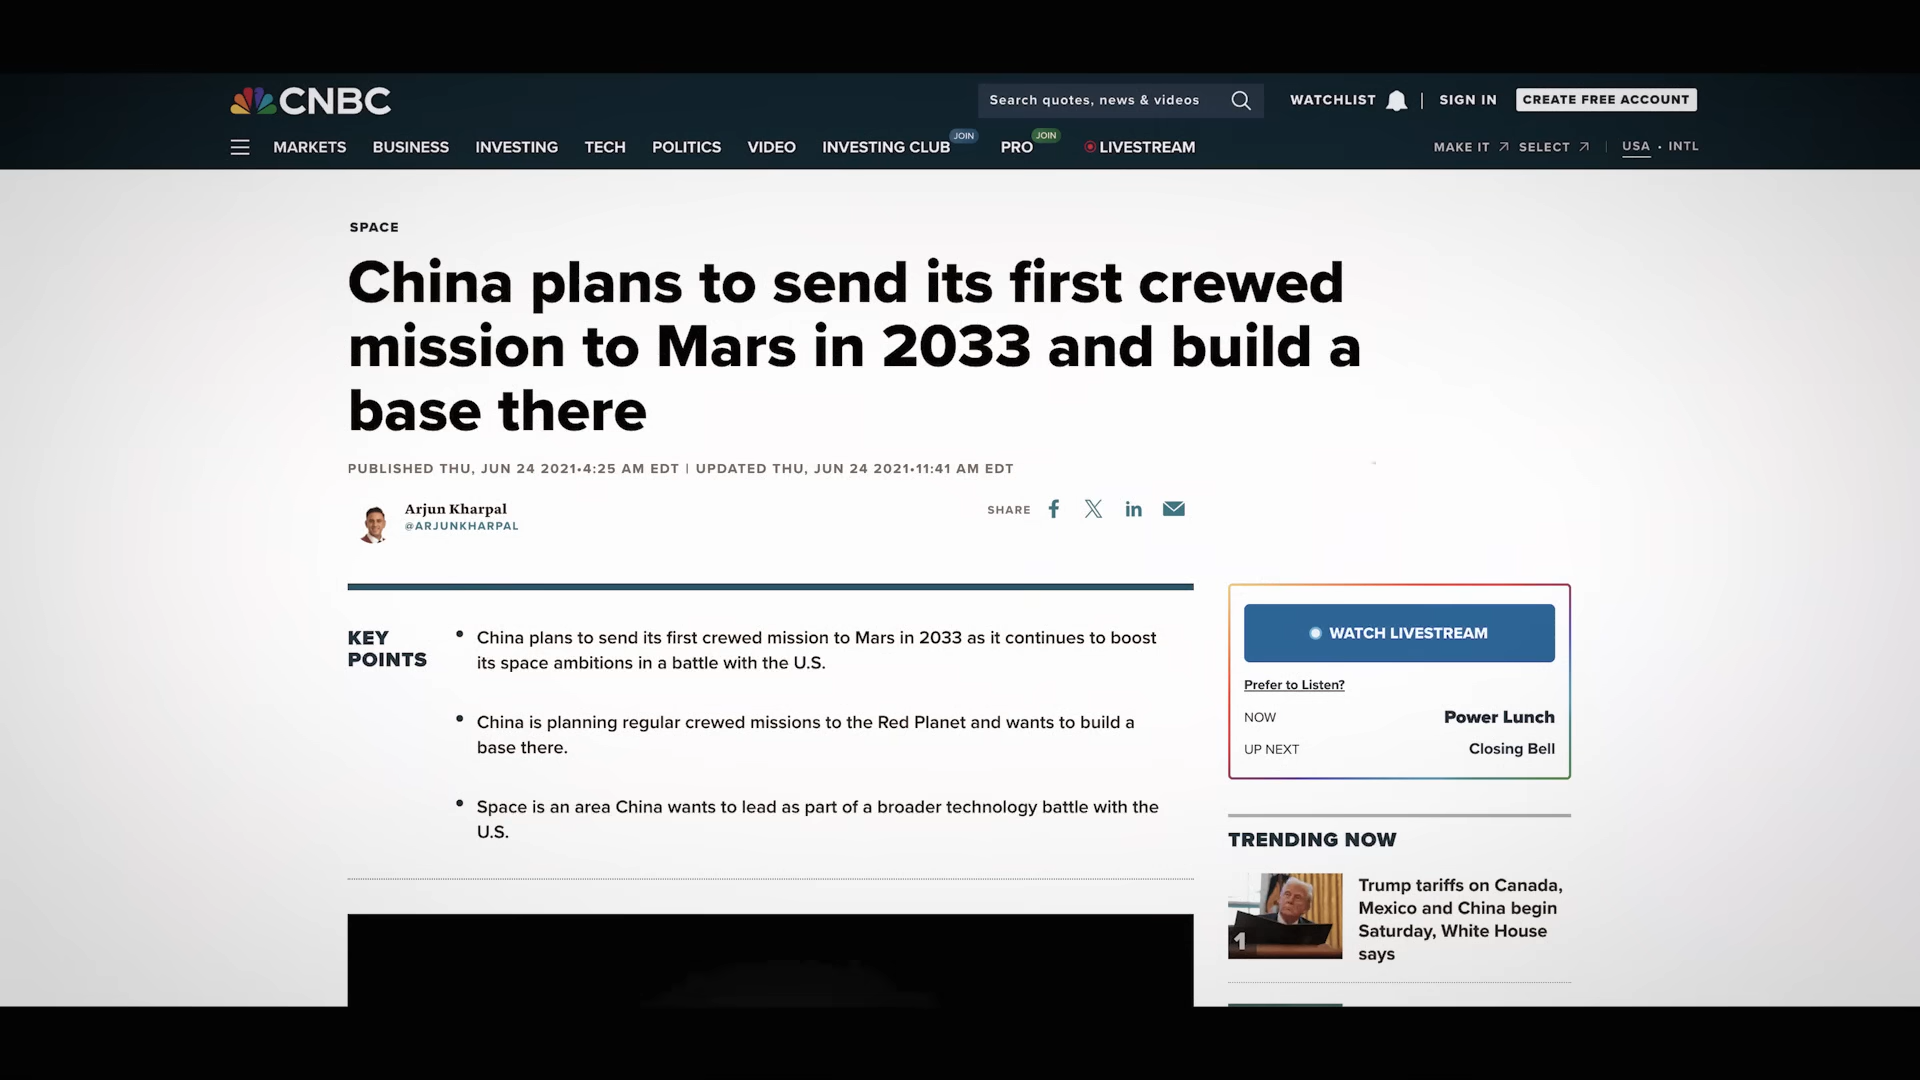 CNBC
Search quotes, news & videos
WATCHLIST | SIGN IN
CREATE FREE ACCOUNT
MARKETS BUSINESS INVESTING TECH POLITICS VIDEO INVESTING CLUB JOIN PRO JOIN LIVESTREAM
MAKE IT SELECT | USA • INTL
SPACE
China plans to send its first crewed
mission to Mars in 2033 and build a
base there
PUBLISHED THU, JUN 24 2021•4:25 AM EDT | UPDATED THU, JUN 24 2021•11:41 AM EDT
Arjun Kharpal
@ARJUNKHARPAL
SHARE
KEY
POINTS
• China plans to send its first crewed mission to Mars in 2033 as it continues to boost
its space ambitions in a battle with the U.S.
• China is planning regular crewed missions to the Red Planet and wants to build a
base there.
• Space is an area China wants to lead as part of a broader technology battle with the
U.S.
WATCH LIVESTREAM
Prefer to Listen?
NOW Power Lunch
UP NEXT Closing Bell
TRENDING NOW
1
Trump tariffs on Canada,
Mexico and China begin
Saturday, White House
says